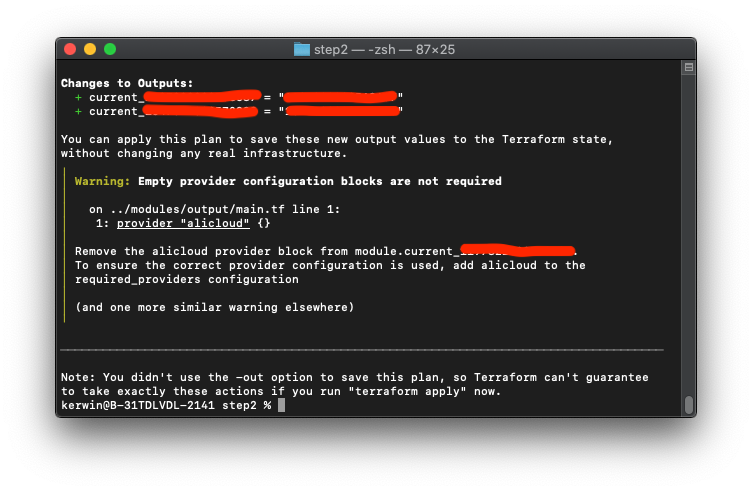 step2 — -zsh — 87×25
Changes to Outputs:
+ current_ = " "
+ current_ = " "
You can apply this plan to save these new output values to the Terraform state,
without changing any real infrastructure.
Warning: Empty provider configuration blocks are not required
on ../modules/output/main.tf line 1:
1: provider "alicloud" {}
Remove the alicloud provider block from module.current_ .
To ensure the correct provider configuration is used, add alicloud to the
required_providers configuration
(and one more similar warning elsewhere)
Note: You didn't use the -out option to save this plan, so Terraform can't guarantee
to take exactly these actions if you run "terraform apply" now.
kerwin@B-31TDLVDL-2141 step2 %